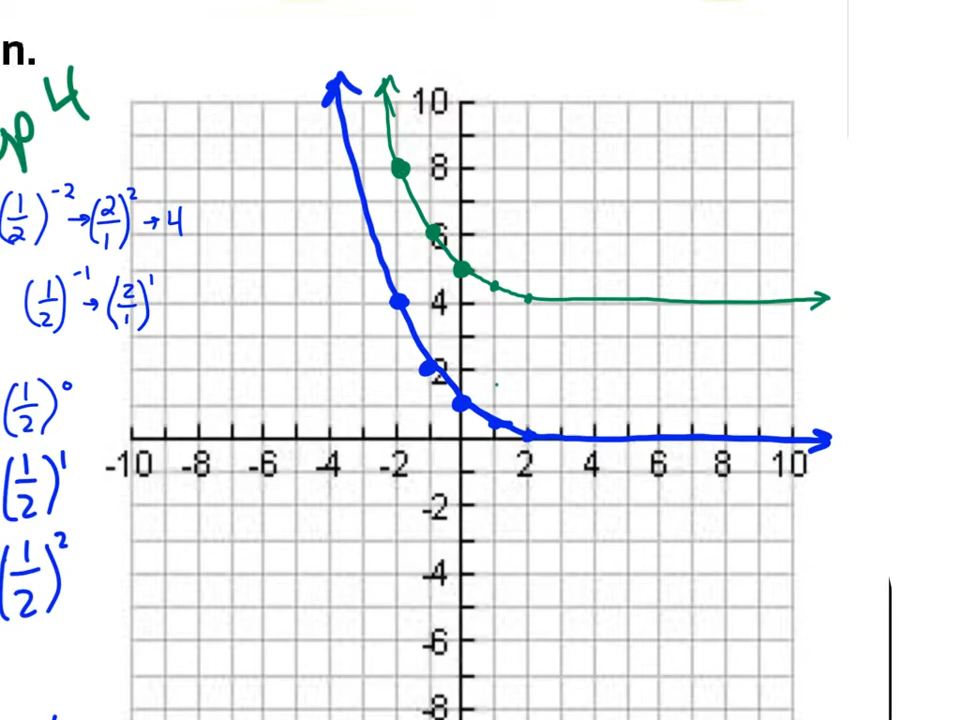 n.
up 4
(1/2)^-2 → (2/1)^2 → 4
(1/2)^-1 → (2/1)^1
(1/2)^0
(1/2)^1
(1/2)^2
10
8
6
4
2
-10 -8 -6 -4 -2 2 4 6 8 10
-2
-4
-6
-8